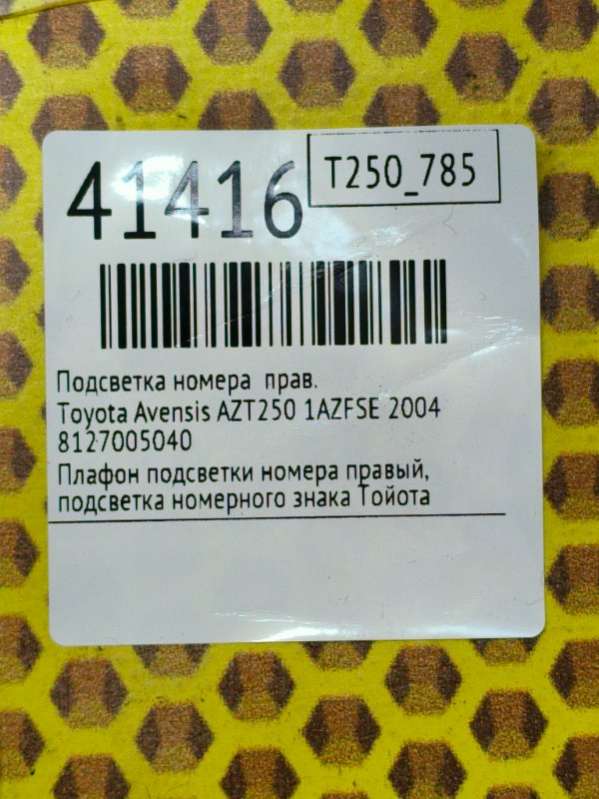 41416
T250_785
Подсветка номера прав.
Toyota Avensis AZT250 1AZFSE 2004
8127005040
Плафон подсветки номера правый,
подсветка номерного знака Тойота